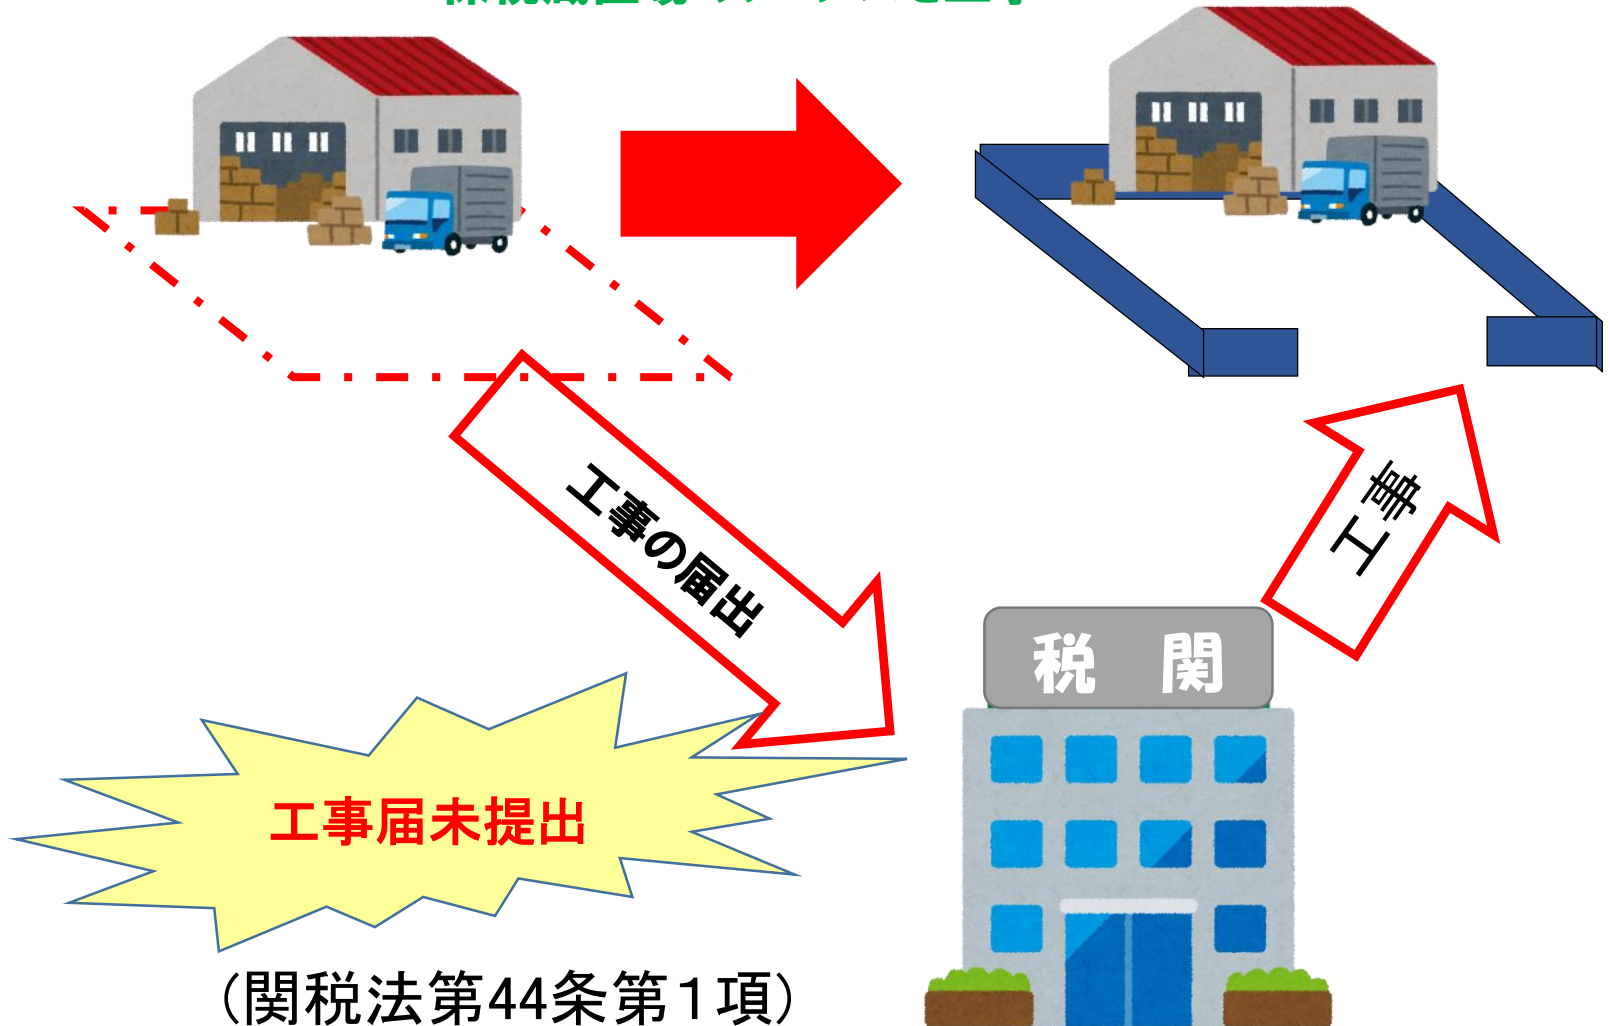 工事の届出
工事
税 関
工事届未提出
(関税法第44条第１項)